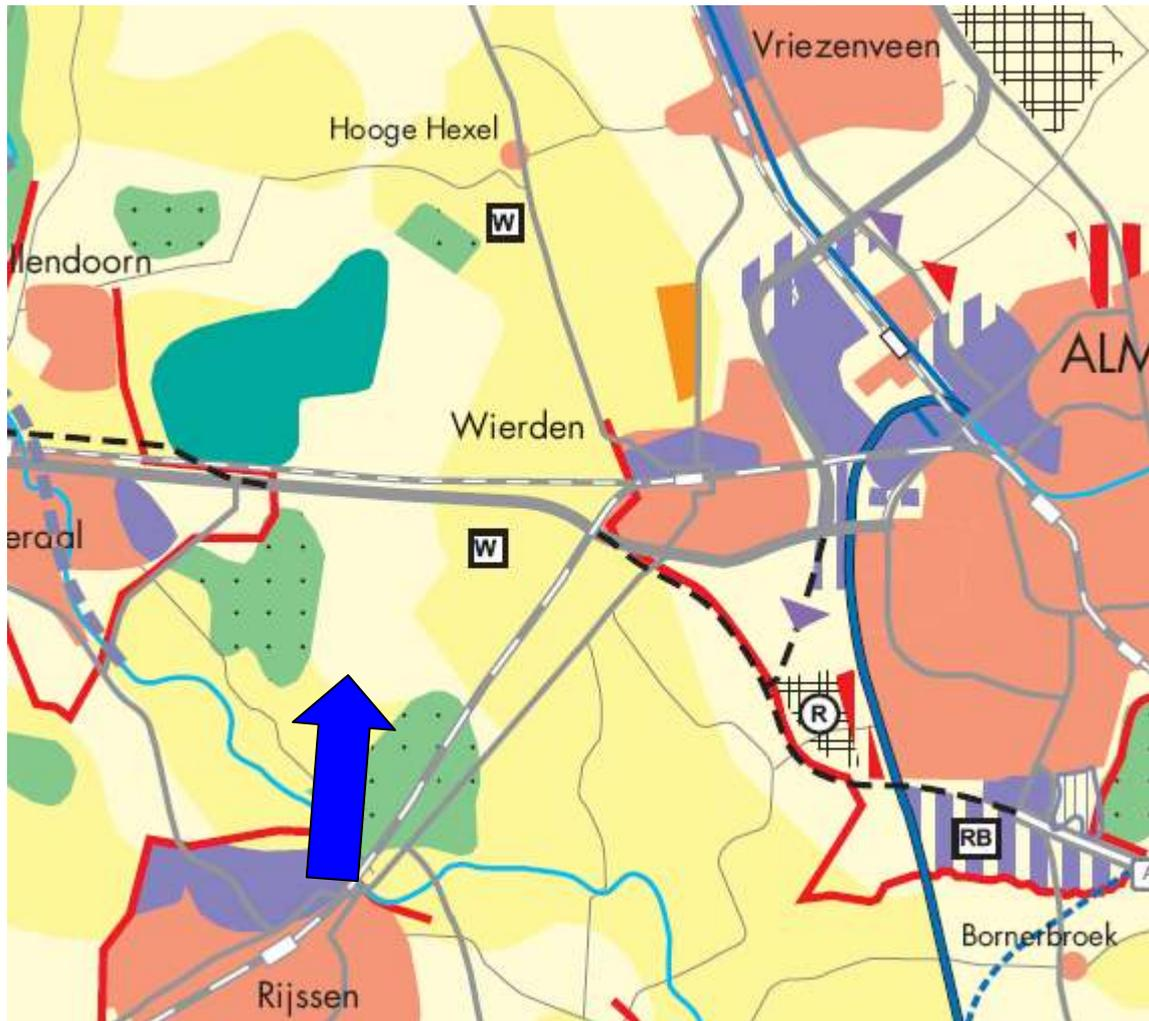 Vriezenveen
Hooge Hexel
W
llendoorn
ALM
Wierden
W
eraal
R
RB
A
Bornerbroek
Rijssen